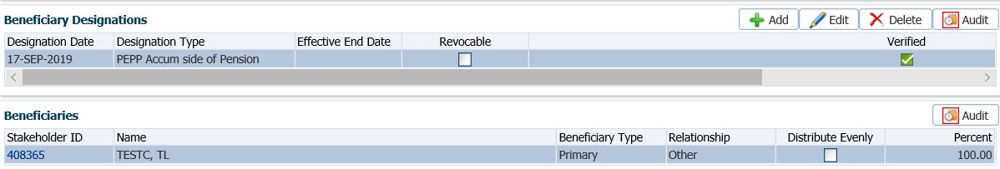 Beneficiary Designations Add Edit Delete Audit
Designation Date Designation Type Effective End Date Revocable Verified
17-SEP-2019 PEPP Accum side of Pension
Beneficiaries Audit
Stakeholder ID Name Beneficiary Type Relationship Distribute Evenly Percent
408365 TESTC, TL Primary Other 100.00